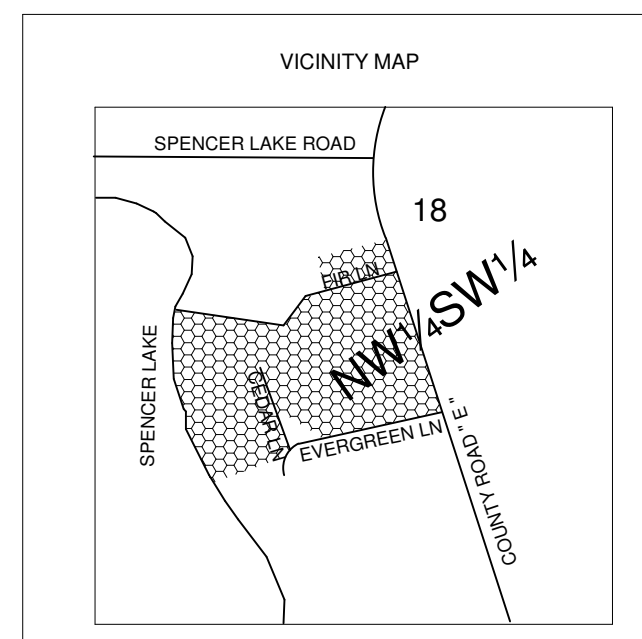 VICINITY MAP
SPENCER LAKE ROAD
18
FIR LN
NW¼SW¼
SPENCER LAKE
CEDAR LN
EVERGREEN LN
COUNTY ROAD "E"